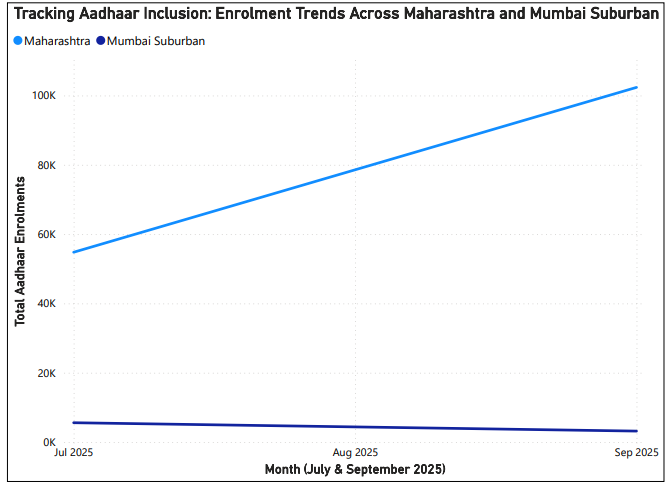 Tracking Aadhaar Inclusion: Enrolment Trends Across Maharashtra and Mumbai Suburban
Maharashtra Mumbai Suburban
100K
80K
60K
40K
20K
0K
Total Aadhaar Enrolments
Jul 2025 Aug 2025 Sep 2025
Month (July & September 2025)